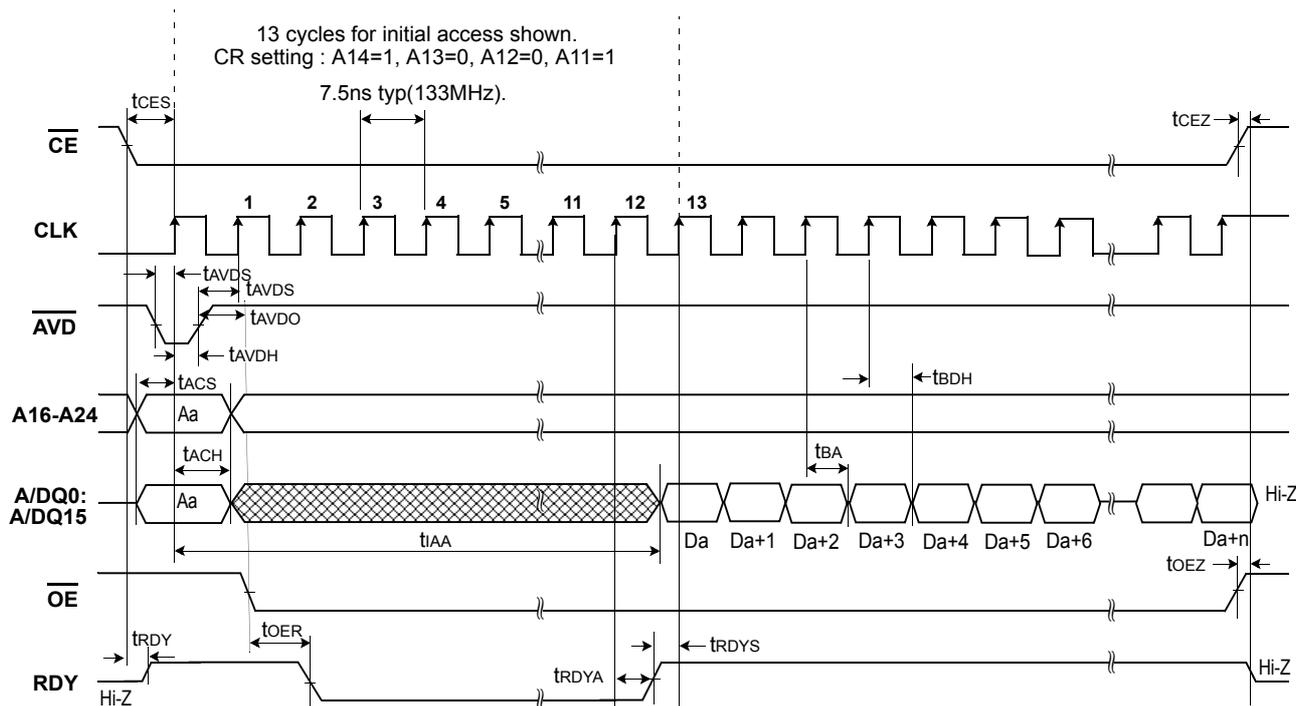 13 cycles for initial access shown.
CR setting : A14=1, A13=0, A12=0, A11=1
7.5ns typ(133MHz).
tCES
tCEZ
CE
1 2 3 4 5 11 12 13
CLK
tAVDS
tAVDS
AVD
tAVDO
tAVDH
tACS
tBDH
A16-A24
Aa
tACH
tBA
A/DQ0:
A/DQ15
Aa
Hi-Z
tIAA
Da Da+1 Da+2 Da+3 Da+4 Da+5 Da+6 Da+n
OE
tOEZ
tOER
tRDY
tRDYS
tRDYA
RDY
Hi-Z
Hi-Z